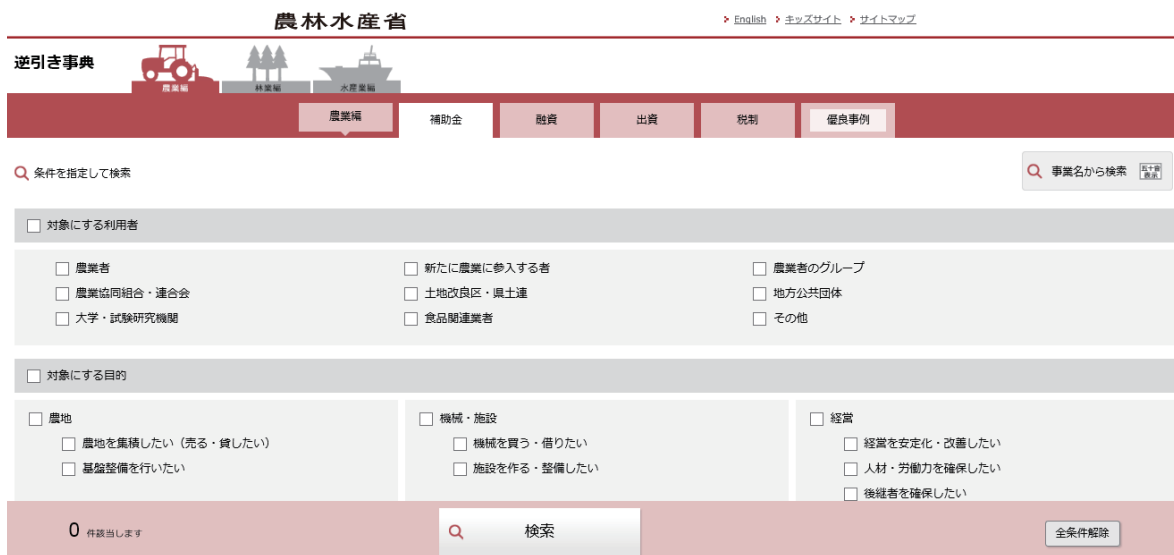 農林水産省
English キッズサイト サイトマップ
逆引き事典
農業編 林業編 水産業編
農業編 補助金 融資 出資 税制 優良事例
条件を指定して検索
事業名から検索 五十音表示
対象にする利用者
農業者 新たに農業に参入する者 農業者のグループ
農業協同組合・連合会 土地改良区・県土連 地方公共団体
大学・試験研究機関 食品関連業者 その他
対象にする目的
農地 機械・施設 経営
農地を集積したい(売る・貸したい) 機械を買う・借りたい 経営を安定化・改善したい
基盤整備を行いたい 施設を作る・整備したい 人材・労働力を確保したい
後継者を確保したい
0 件該当します 検索 全条件解除